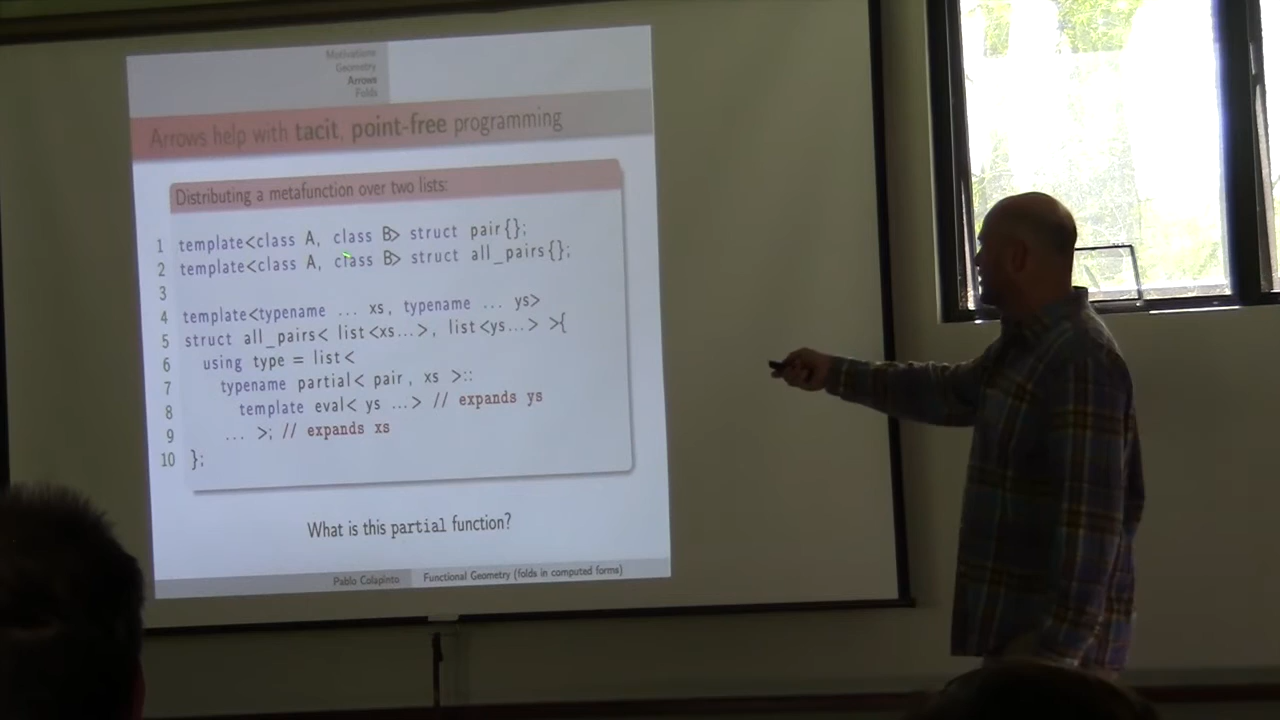 Motivations
Geometry
Arrows
Folds
Arrows help with tacit, point-free programming
Distributing a metafunction over two lists:
1 template<class A, class B> struct pair{};
2 template<class A, class B> struct all_pairs{};
3
4 template<typename ... xs, typename ... ys>
5 struct all_pairs< list<xs...>, list<ys...> >{
6 using type = list<
7 typename partial< pair, xs >::
8 template eval< ys ...> // expands ys
9 ... >; // expands xs
10 };
What is this partial function?
Pablo Colapinto Functional Geometry (folds in computed forms)